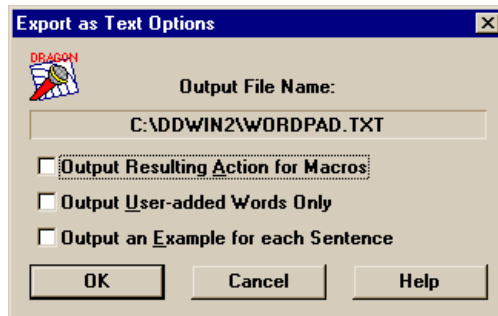 Export as Text Options
DRAGON
Output File Name:
C:\DDWIN2\WORDPAD.TXT
Output Resulting Action for Macros
Output User-added Words Only
Output an Example for each Sentence
OK Cancel Help